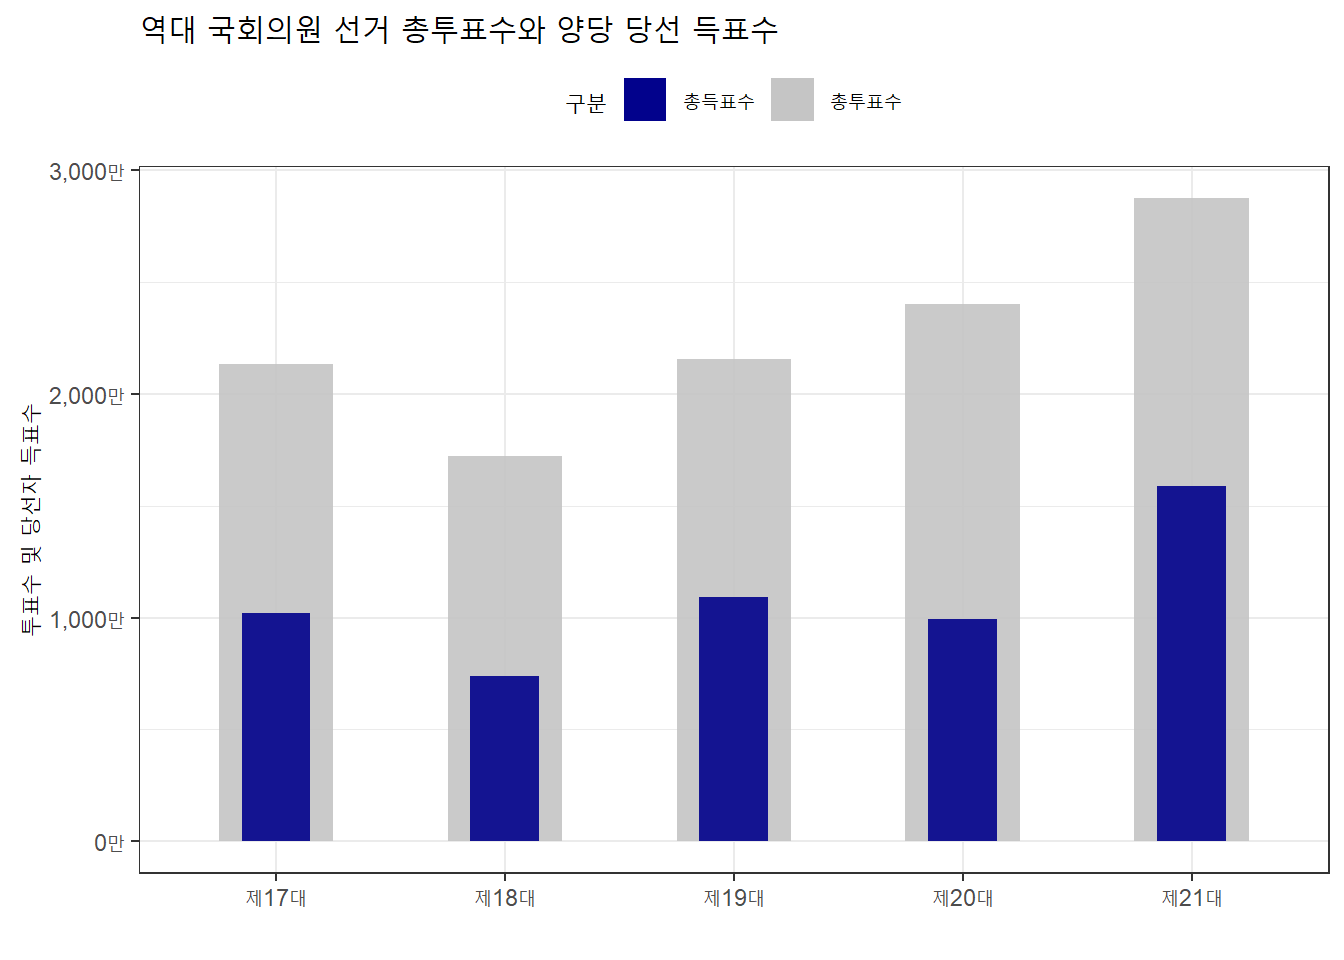 역대 국회의원 선거 총투표수와 양당 당선 득표수
구분 총득표수 총투표수
3,000만
2,000만
1,000만
0만
투표수 및 당선자 득표수
제17대 제18대 제19대 제20대 제21대